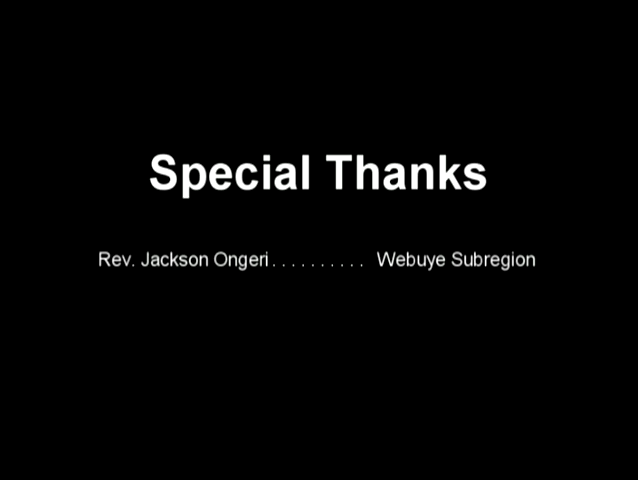 Special Thanks
Rev. Jackson Ongeri . . . . . . . . . . Webuye Subregion